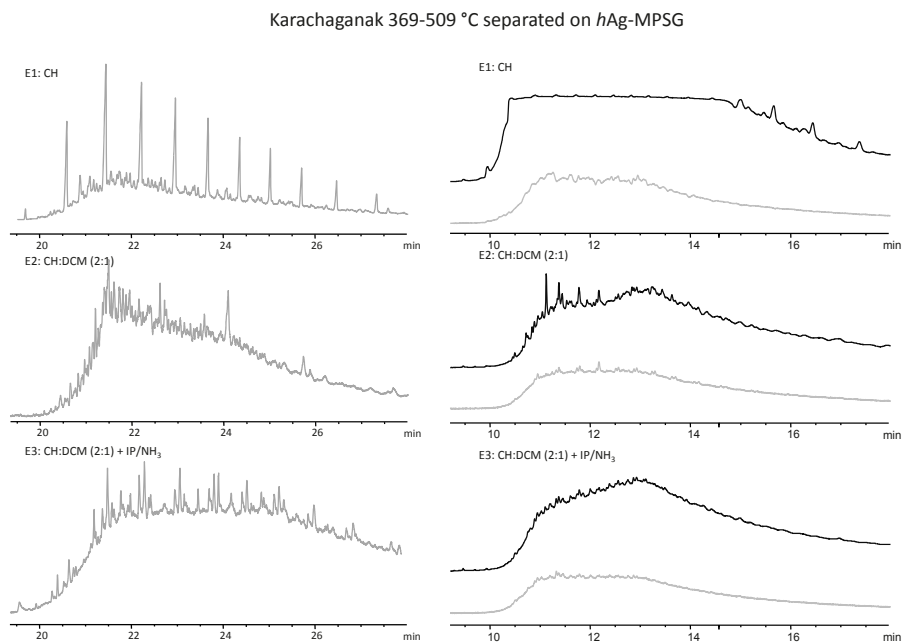 Karachaganak 369-509 °C separated on hAg-MPSG
E1: CH
20 22 24 26 min
E2: CH:DCM (2:1)
20 22 24 26 min
E3: CH:DCM (2:1) + IP/NH₃
20 22 24 26 min
E1: CH
10 12 14 16 min
E2: CH:DCM (2:1)
10 12 14 16 min
E3: CH:DCM (2:1) + IP/NH₃
10 12 14 16 min